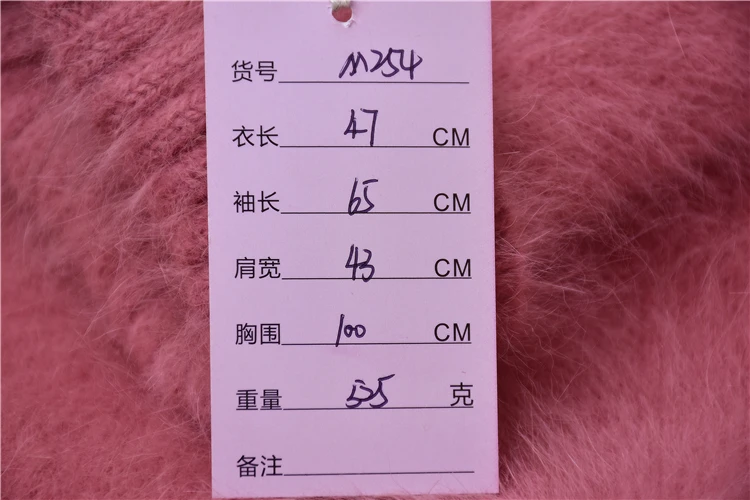 货号 M254
衣长 47 CM
袖长 65 CM
肩宽 43 CM
胸围 100 CM
重量 535 克
备注